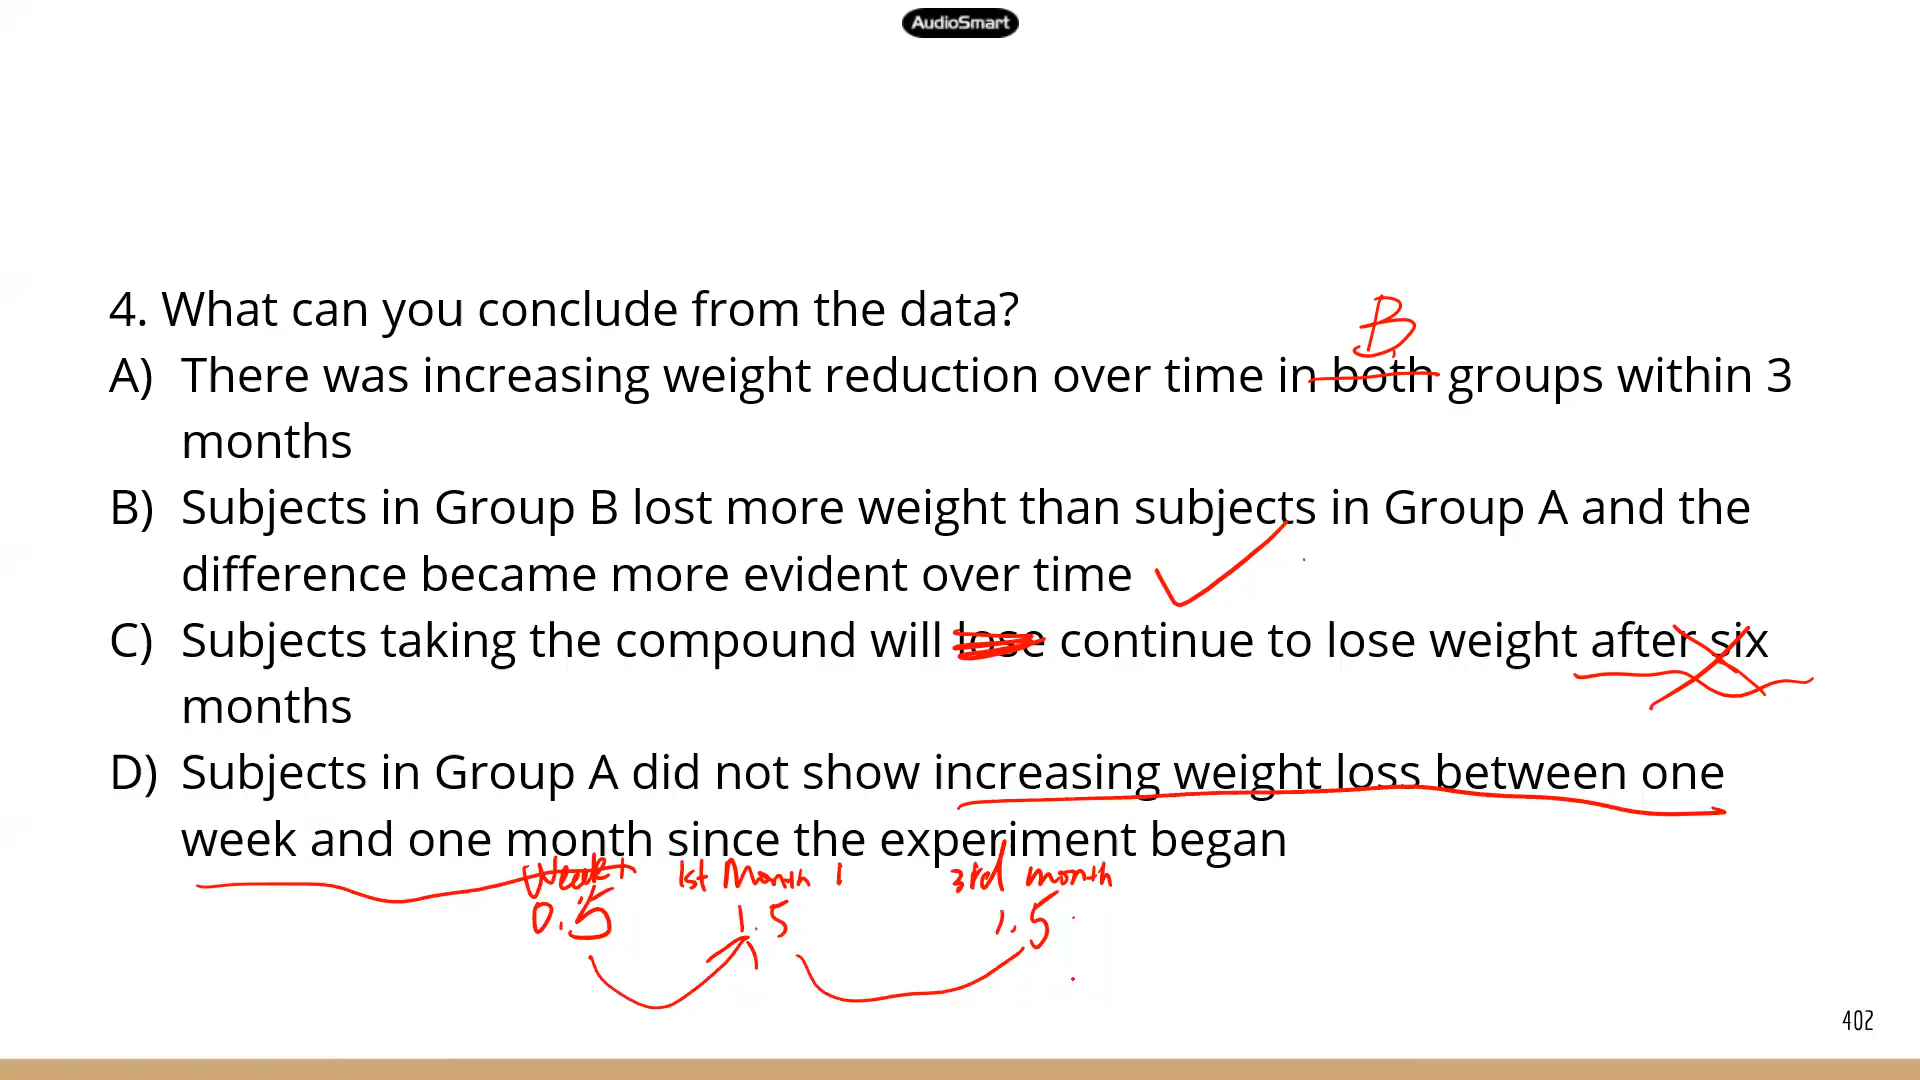 AudioSmart
4. What can you conclude from the data?
B
A) There was increasing weight reduction over time in both groups within 3
months
B) Subjects in Group B lost more weight than subjects in Group A and the
difference became more evident over time
C) Subjects taking the compound will lose continue to lose weight after six
months
D) Subjects in Group A did not show increasing weight loss between one
week and one month since the experiment began
Week 1 1st Month 1 3rd month
0.5 1.5 1.5
402